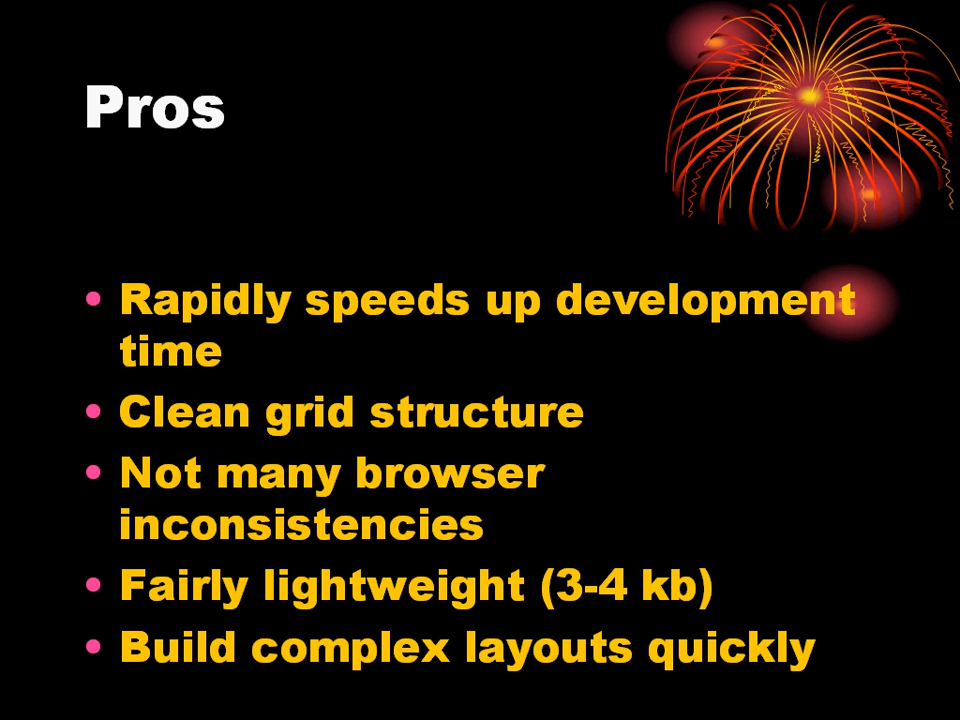 Pros
• Rapidly speeds up development
time
• Clean grid structure
• Not many browser
inconsistencies
• Fairly lightweight (3-4 kb)
• Build complex layouts quickly